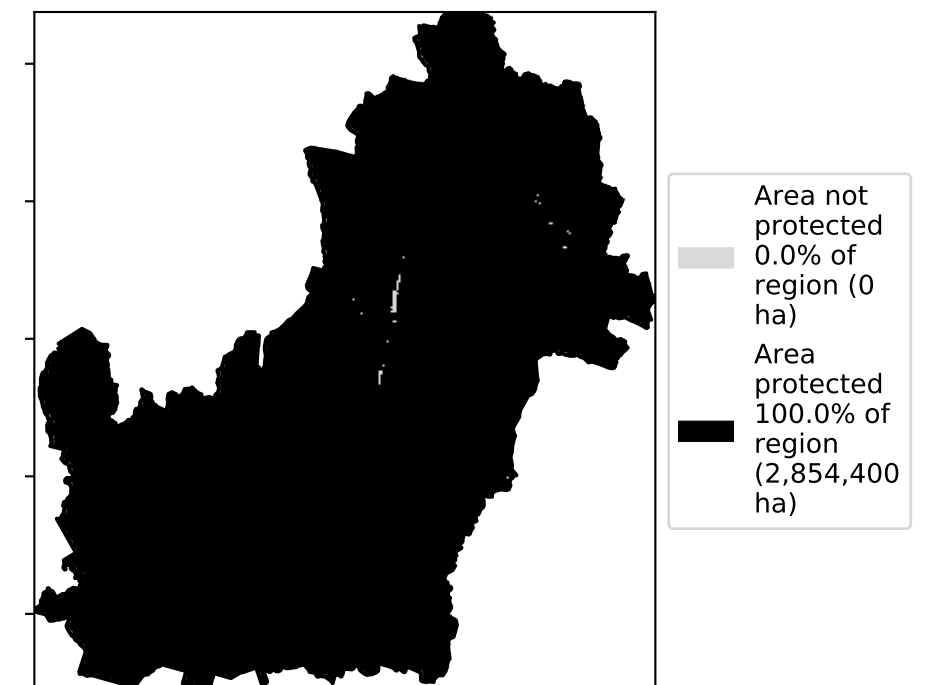 Area not
protected
0.0% of
region (0
ha)
Area
protected
100.0% of
region
(2,854,400
ha)